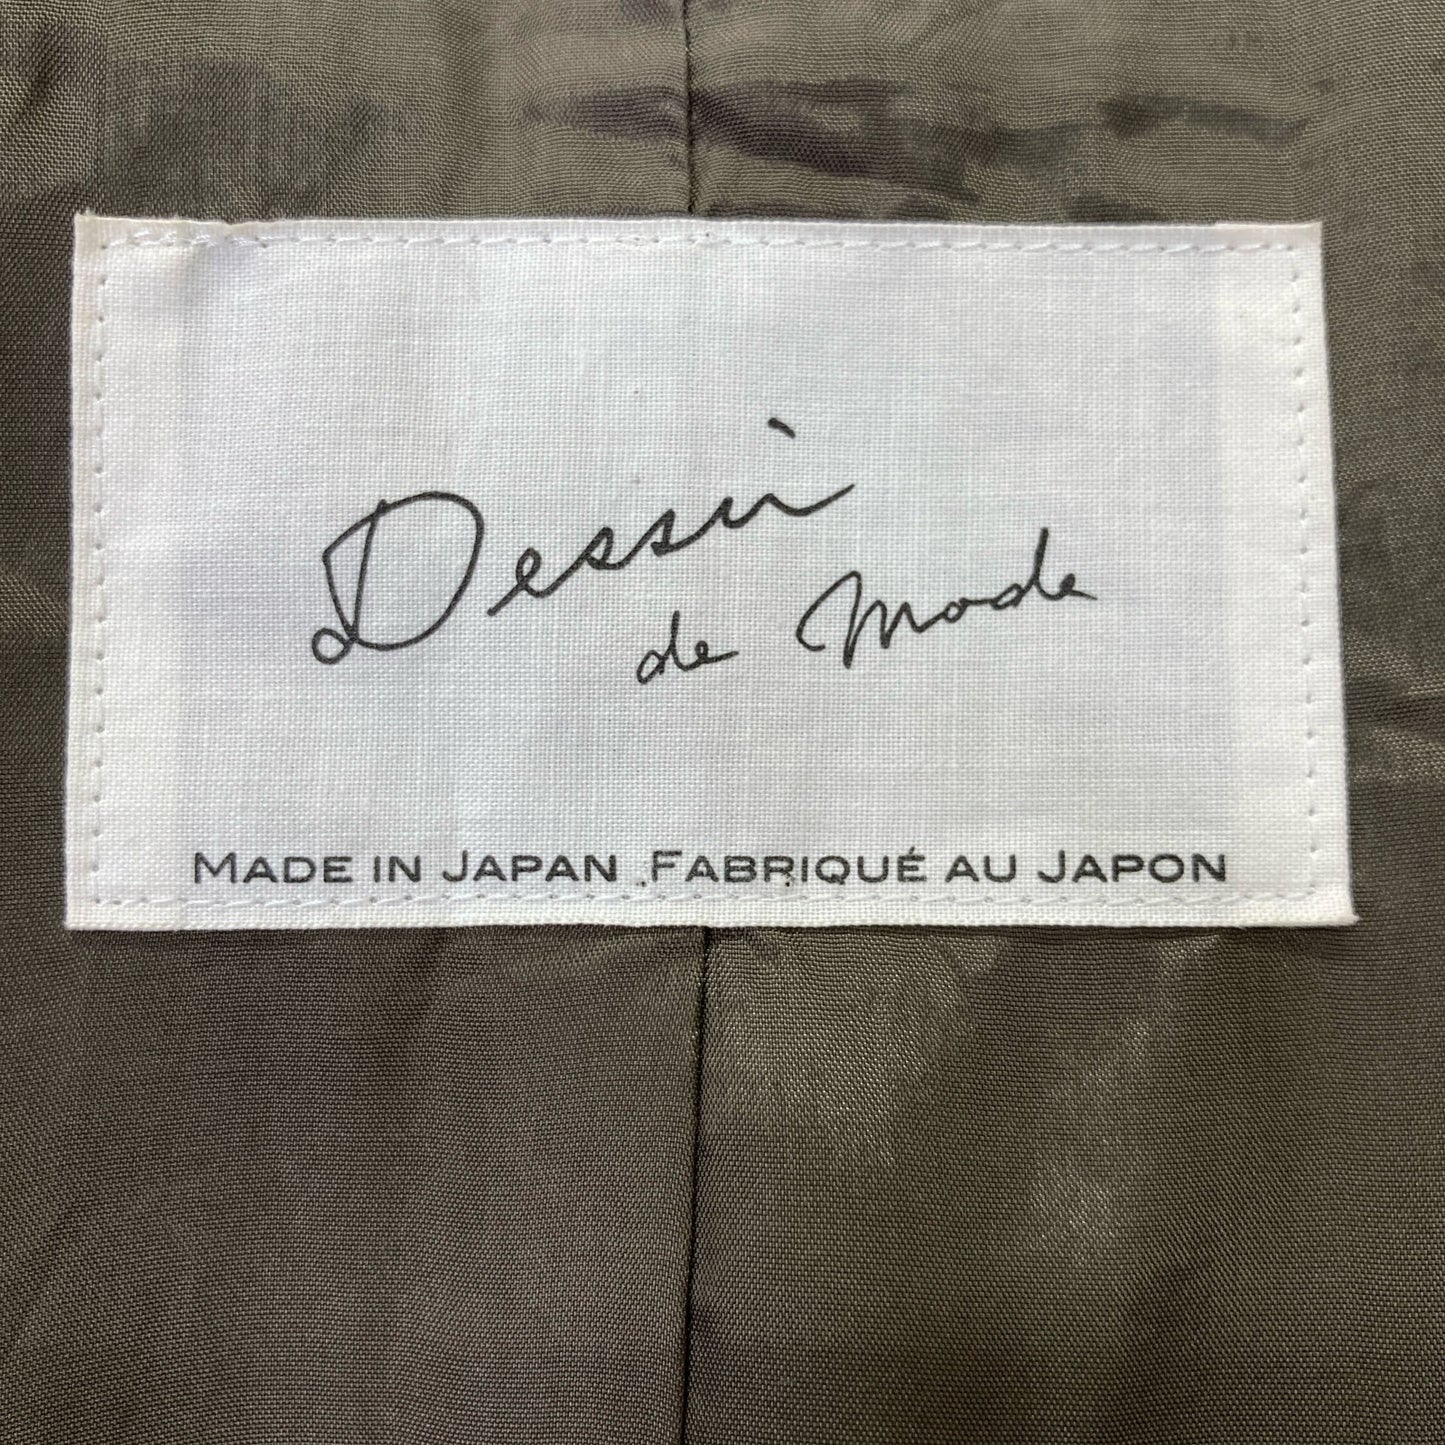 Dessin
de Mode
MADE IN JAPAN FABRIQUÉ AU JAPON